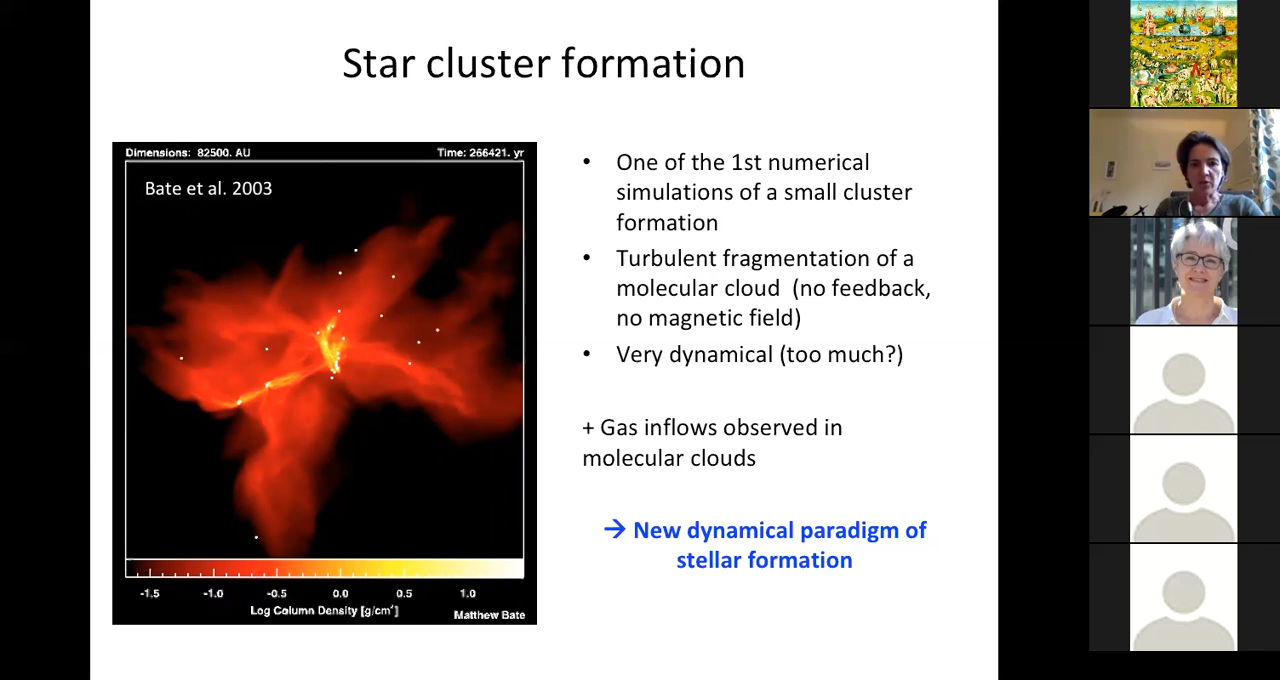 Star cluster formation
Dimensions: 82500. AU
Time: 266421. yr
Bate et al. 2003
-1.5 -1.0 -0.5 0.0 0.5 1.0
Log Column Density [g/cm²]
Matthew Bate
• One of the 1st numerical
simulations of a small cluster
formation
• Turbulent fragmentation of a
molecular cloud (no feedback,
no magnetic field)
• Very dynamical (too much?)
+ Gas inflows observed in
molecular clouds
→ New dynamical paradigm of
stellar formation